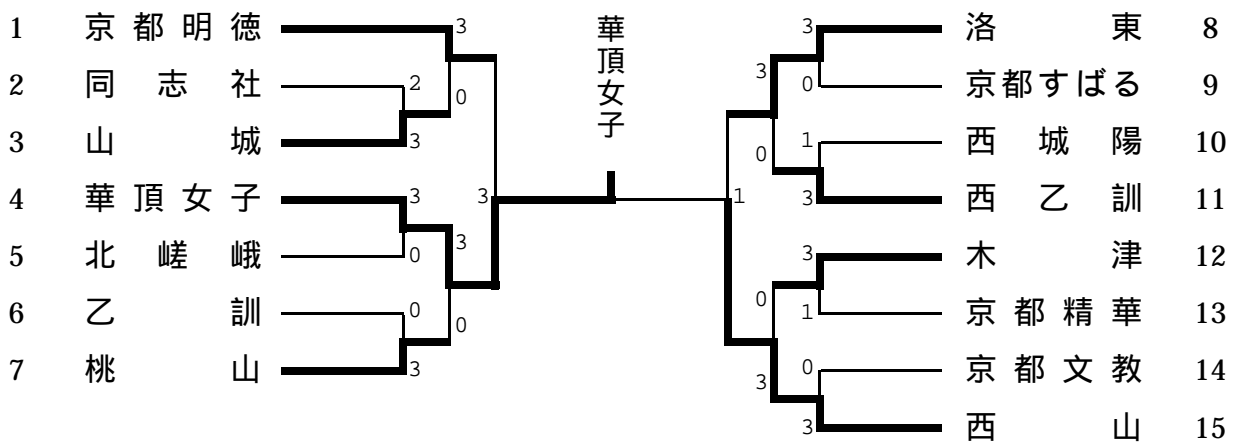 1 京都明徳
2 同志社
3 山城
4 華頂女子
5 北嵯峨
6 乙訓
7 桃山
3
2
0
3
3
3
3
0
0
0
3
華頂女子
3
3
0
1
0
3
1
3
0
1
0
3
3
洛東 8
京都すばる 9
西城陽 10
西乙訓 11
木津 12
京都精華 13
京都文教 14
西山 15